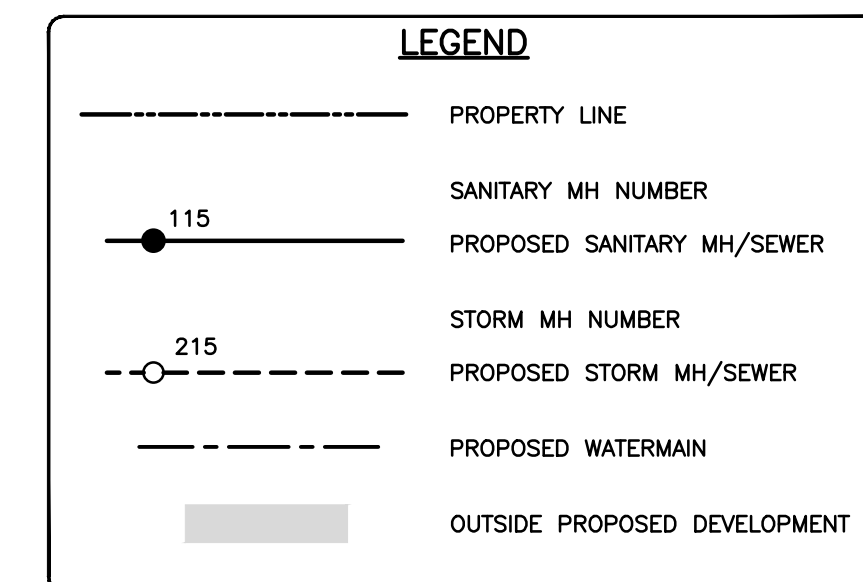 LEGEND
PROPERTY LINE
SANITARY MH NUMBER
115
PROPOSED SANITARY MH/SEWER
STORM MH NUMBER
215
PROPOSED STORM MH/SEWER
PROPOSED WATERMAIN
OUTSIDE PROPOSED DEVELOPMENT